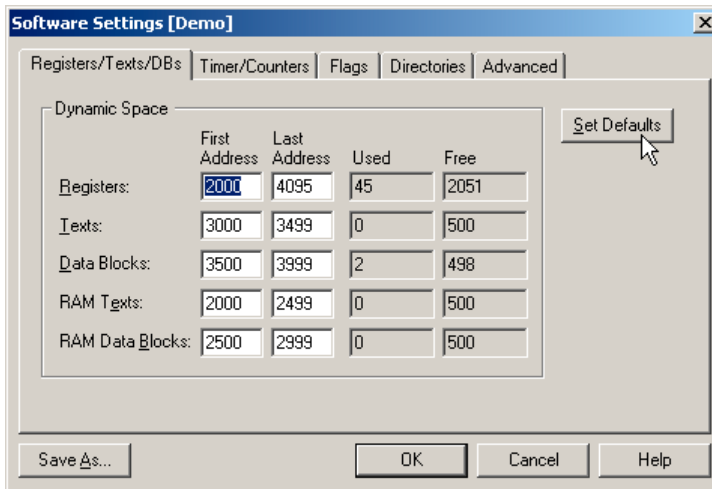 Software Settings [Demo]
Registers/Texts/DBs Timer/Counters Flags Directories Advanced
Dynamic Space
Set Defaults
First Address Last Address Used Free
Registers: 2000 4095 45 2051
Texts: 3000 3499 0 500
Data Blocks: 3500 3999 2 498
RAM Texts: 2000 2499 0 500
RAM Data Blocks: 2500 2999 0 500
Save As... OK Cancel Help